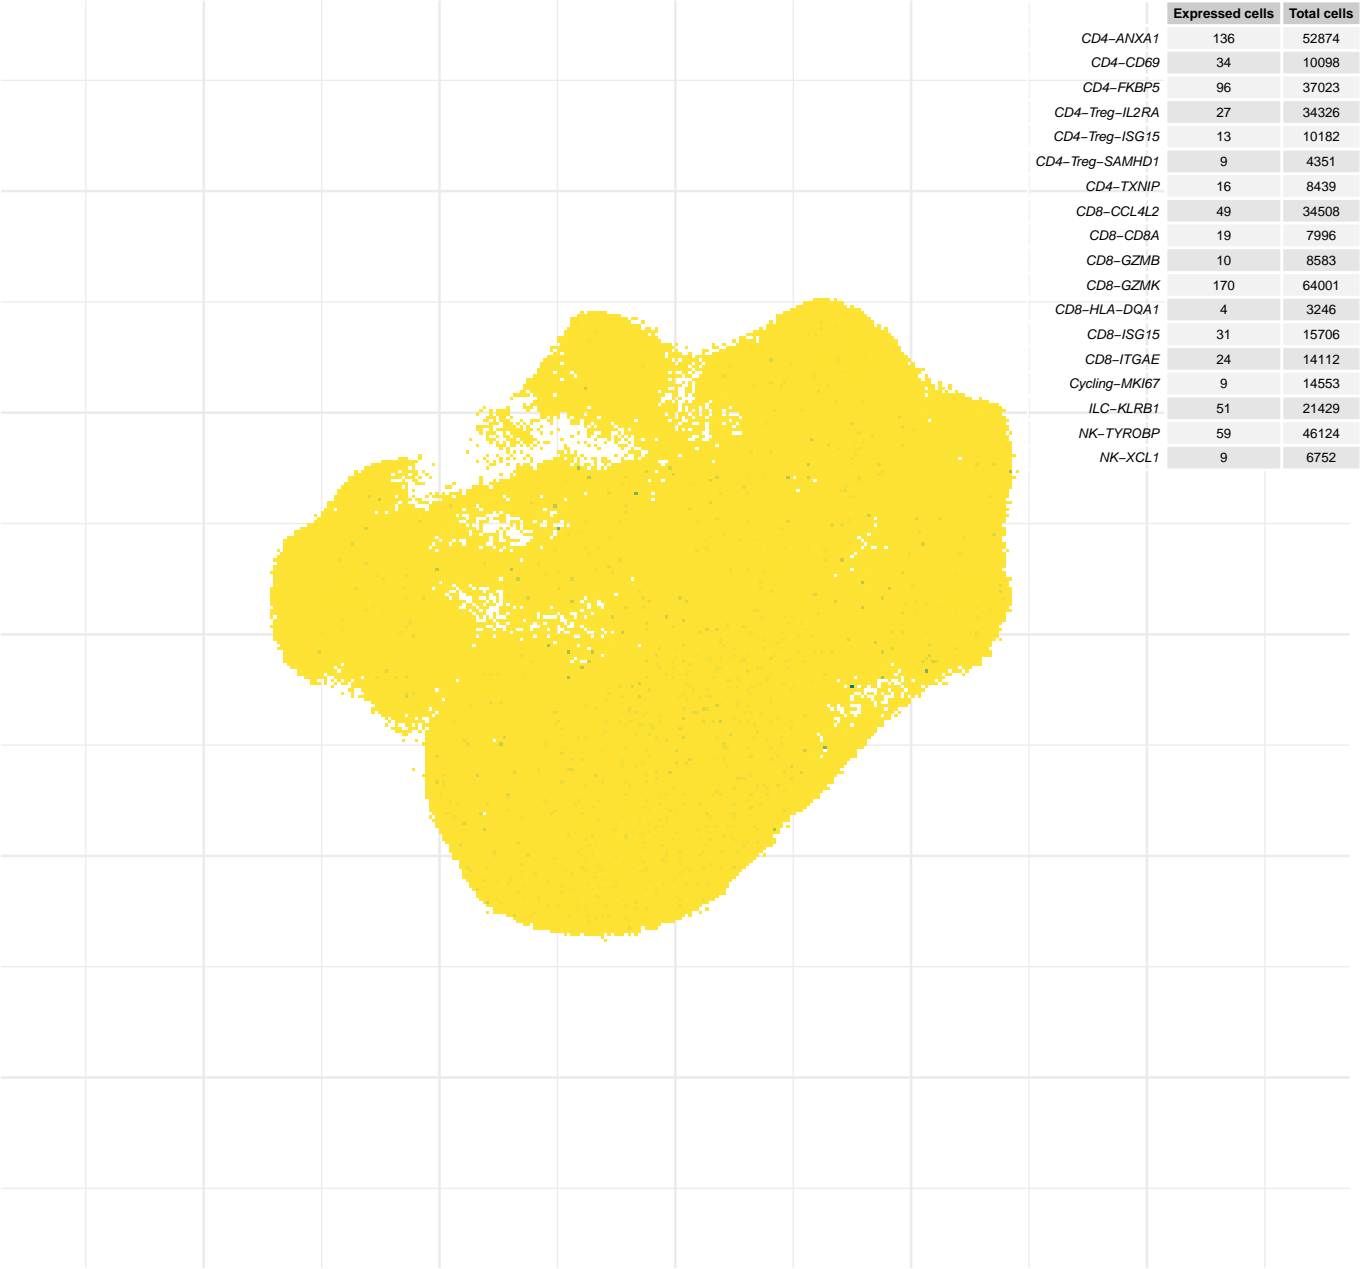 Expressed cells Total cells
CD4−ANXA1 136 52874
CD4−CD69 34 10098
CD4−FKBP5 96 37023
CD4−Treg−IL2RA 27 34326
CD4−Treg−ISG15 13 10182
CD4−Treg−SAMHD1 9 4351
CD4−TXNIP 16 8439
CD8−CCL4L2 49 34508
CD8−CD8A 19 7996
CD8−GZMB 10 8583
CD8−GZMK 170 64001
CD8−HLA−DQA1 4 3246
CD8−ISG15 31 15706
CD8−ITGAE 24 14112
Cycling−MKI67 9 14553
ILC−KLRB1 51 21429
NK−TYROBP 59 46124
NK−XCL1 9 6752